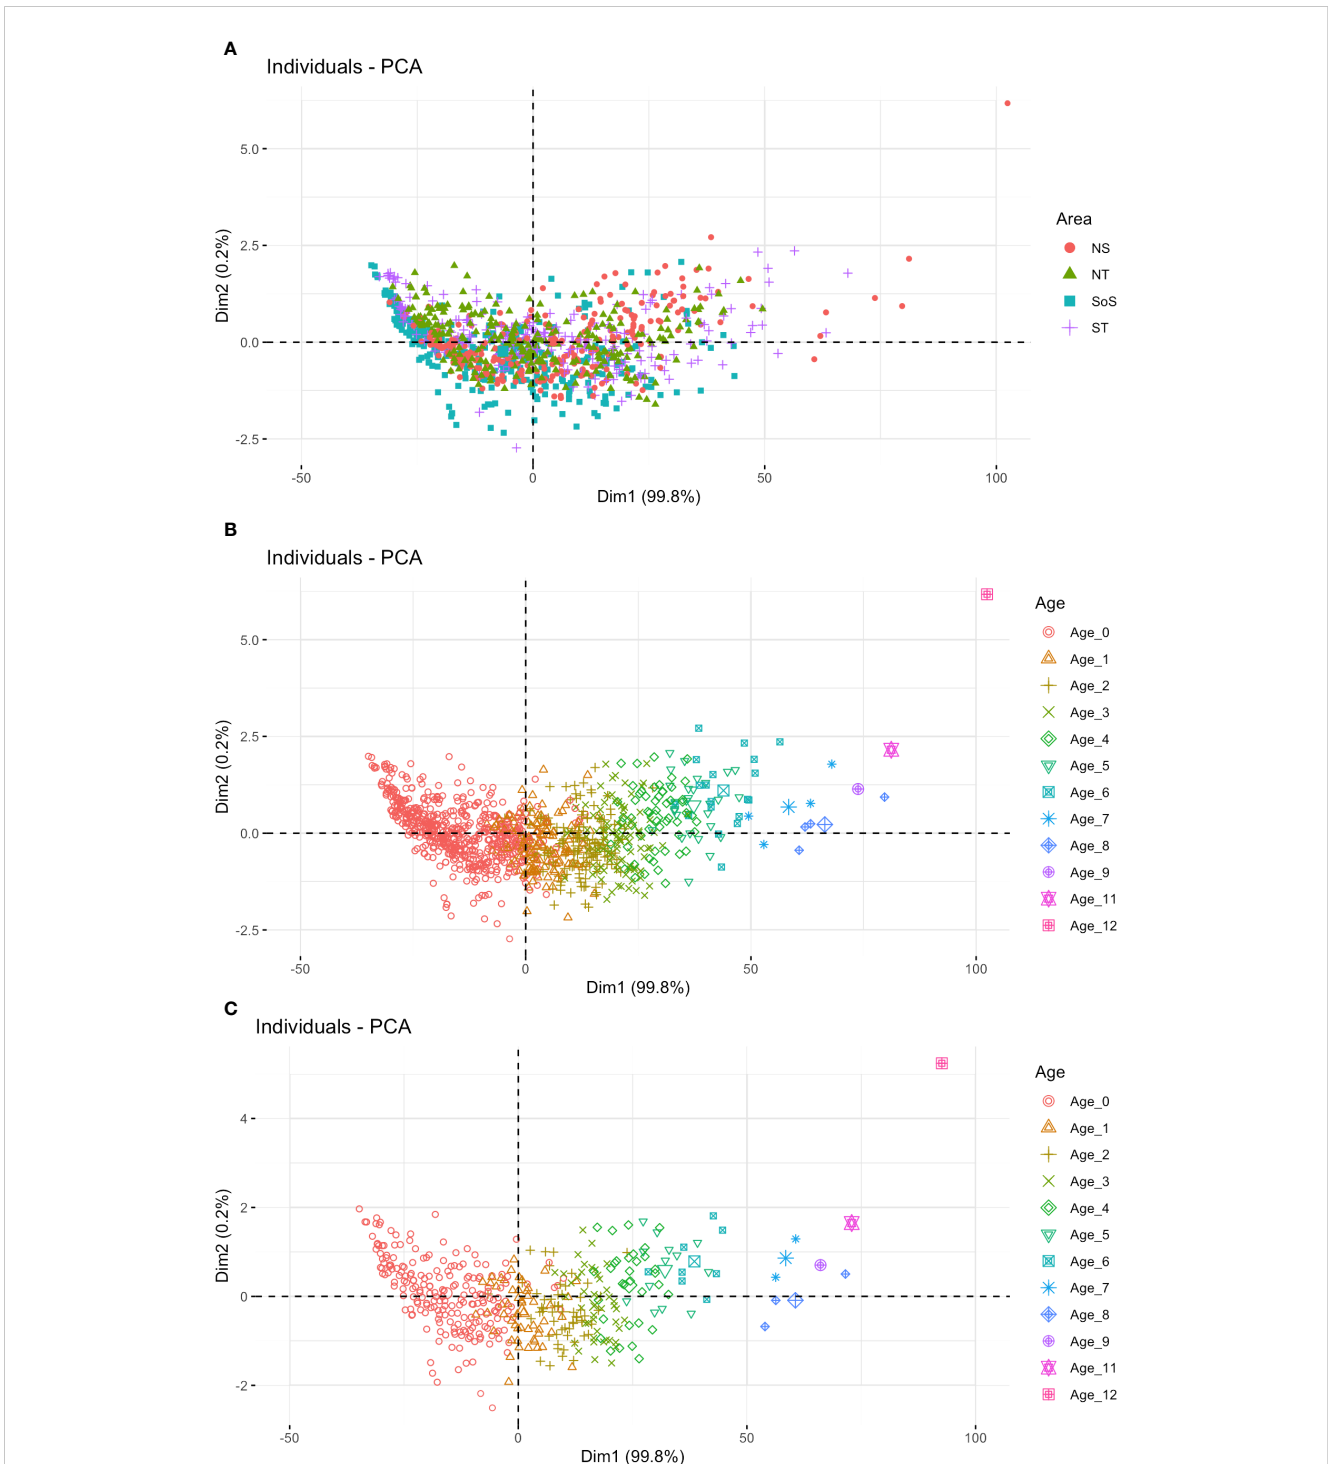 A
Individuals - PCA
5.0
2.5
0.0
-2.5
-50
0
50
100
Dim2 (0.2%)
Dim1 (99.8%)
Area
NS
NT
SoS
ST
B
Individuals - PCA
5.0
2.5
0.0
-2.5
-50
0
50
100
Dim2 (0.2%)
Dim1 (99.8%)
Age
Age_0
Age_1
Age_2
Age_3
Age_4
Age_5
Age_6
Age_7
Age_8
Age_9
Age_11
Age_12
C
Individuals - PCA
4
2
0
-2
-50
0
50
100
Dim2 (0.2%)
Dim1 (99.8%)
Age
Age_0
Age_1
Age_2
Age_3
Age_4
Age_5
Age_6
Age_7
Age_8
Age_9
Age_11
Age_12